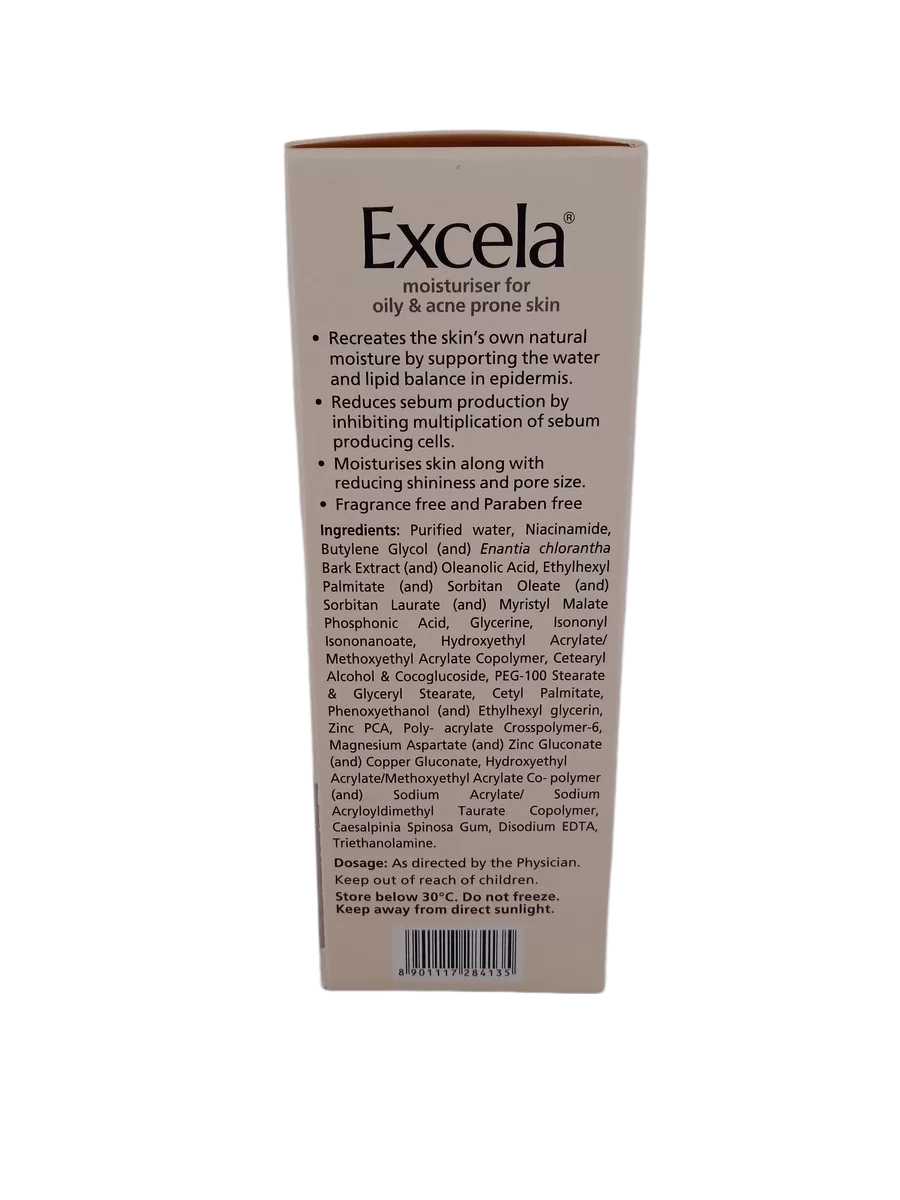 Excela®
moisturiser for
oily & acne prone skin
• Recreates the skin's own natural
moisture by supporting the water
and lipid balance in epidermis.
• Reduces sebum production by
inhibiting multiplication of sebum
producing cells.
• Moisturises skin along with
reducing shininess and pore size.
• Fragrance free and Paraben free
Ingredients: Purified water, Niacinamide,
Butylene Glycol (and) Enantia chlorantha
Bark Extract (and) Oleanolic Acid, Ethylhexyl
Palmitate (and) Sorbitan Oleate (and)
Sorbitan Laurate (and) Myristyl Malate
Phosphonic Acid, Glycerine, Isononyl
Isononanoate, Hydroxyethyl Acrylate/
Methoxyethyl Acrylate Copolymer, Cetearyl
Alcohol & Cocoglucoside, PEG-100 Stearate
& Glyceryl Stearate, Cetyl Palmitate,
Phenoxyethanol (and) Ethylhexyl glycerin,
Zinc PCA, Poly- acrylate Crosspolymer-6,
Magnesium Aspartate (and) Zinc Gluconate
(and) Copper Gluconate, Hydroxyethyl
Acrylate/Methoxyethyl Acrylate Co- polymer
(and) Sodium Acrylate/ Sodium
Acryloyldimethyl Taurate Copolymer,
Caesalpinia Spinosa Gum, Disodium EDTA,
Triethanolamine.
Dosage: As directed by the Physician.
Keep out of reach of children.
Store below 30°C. Do not freeze.
Keep away from direct sunlight.
8 901117 284135